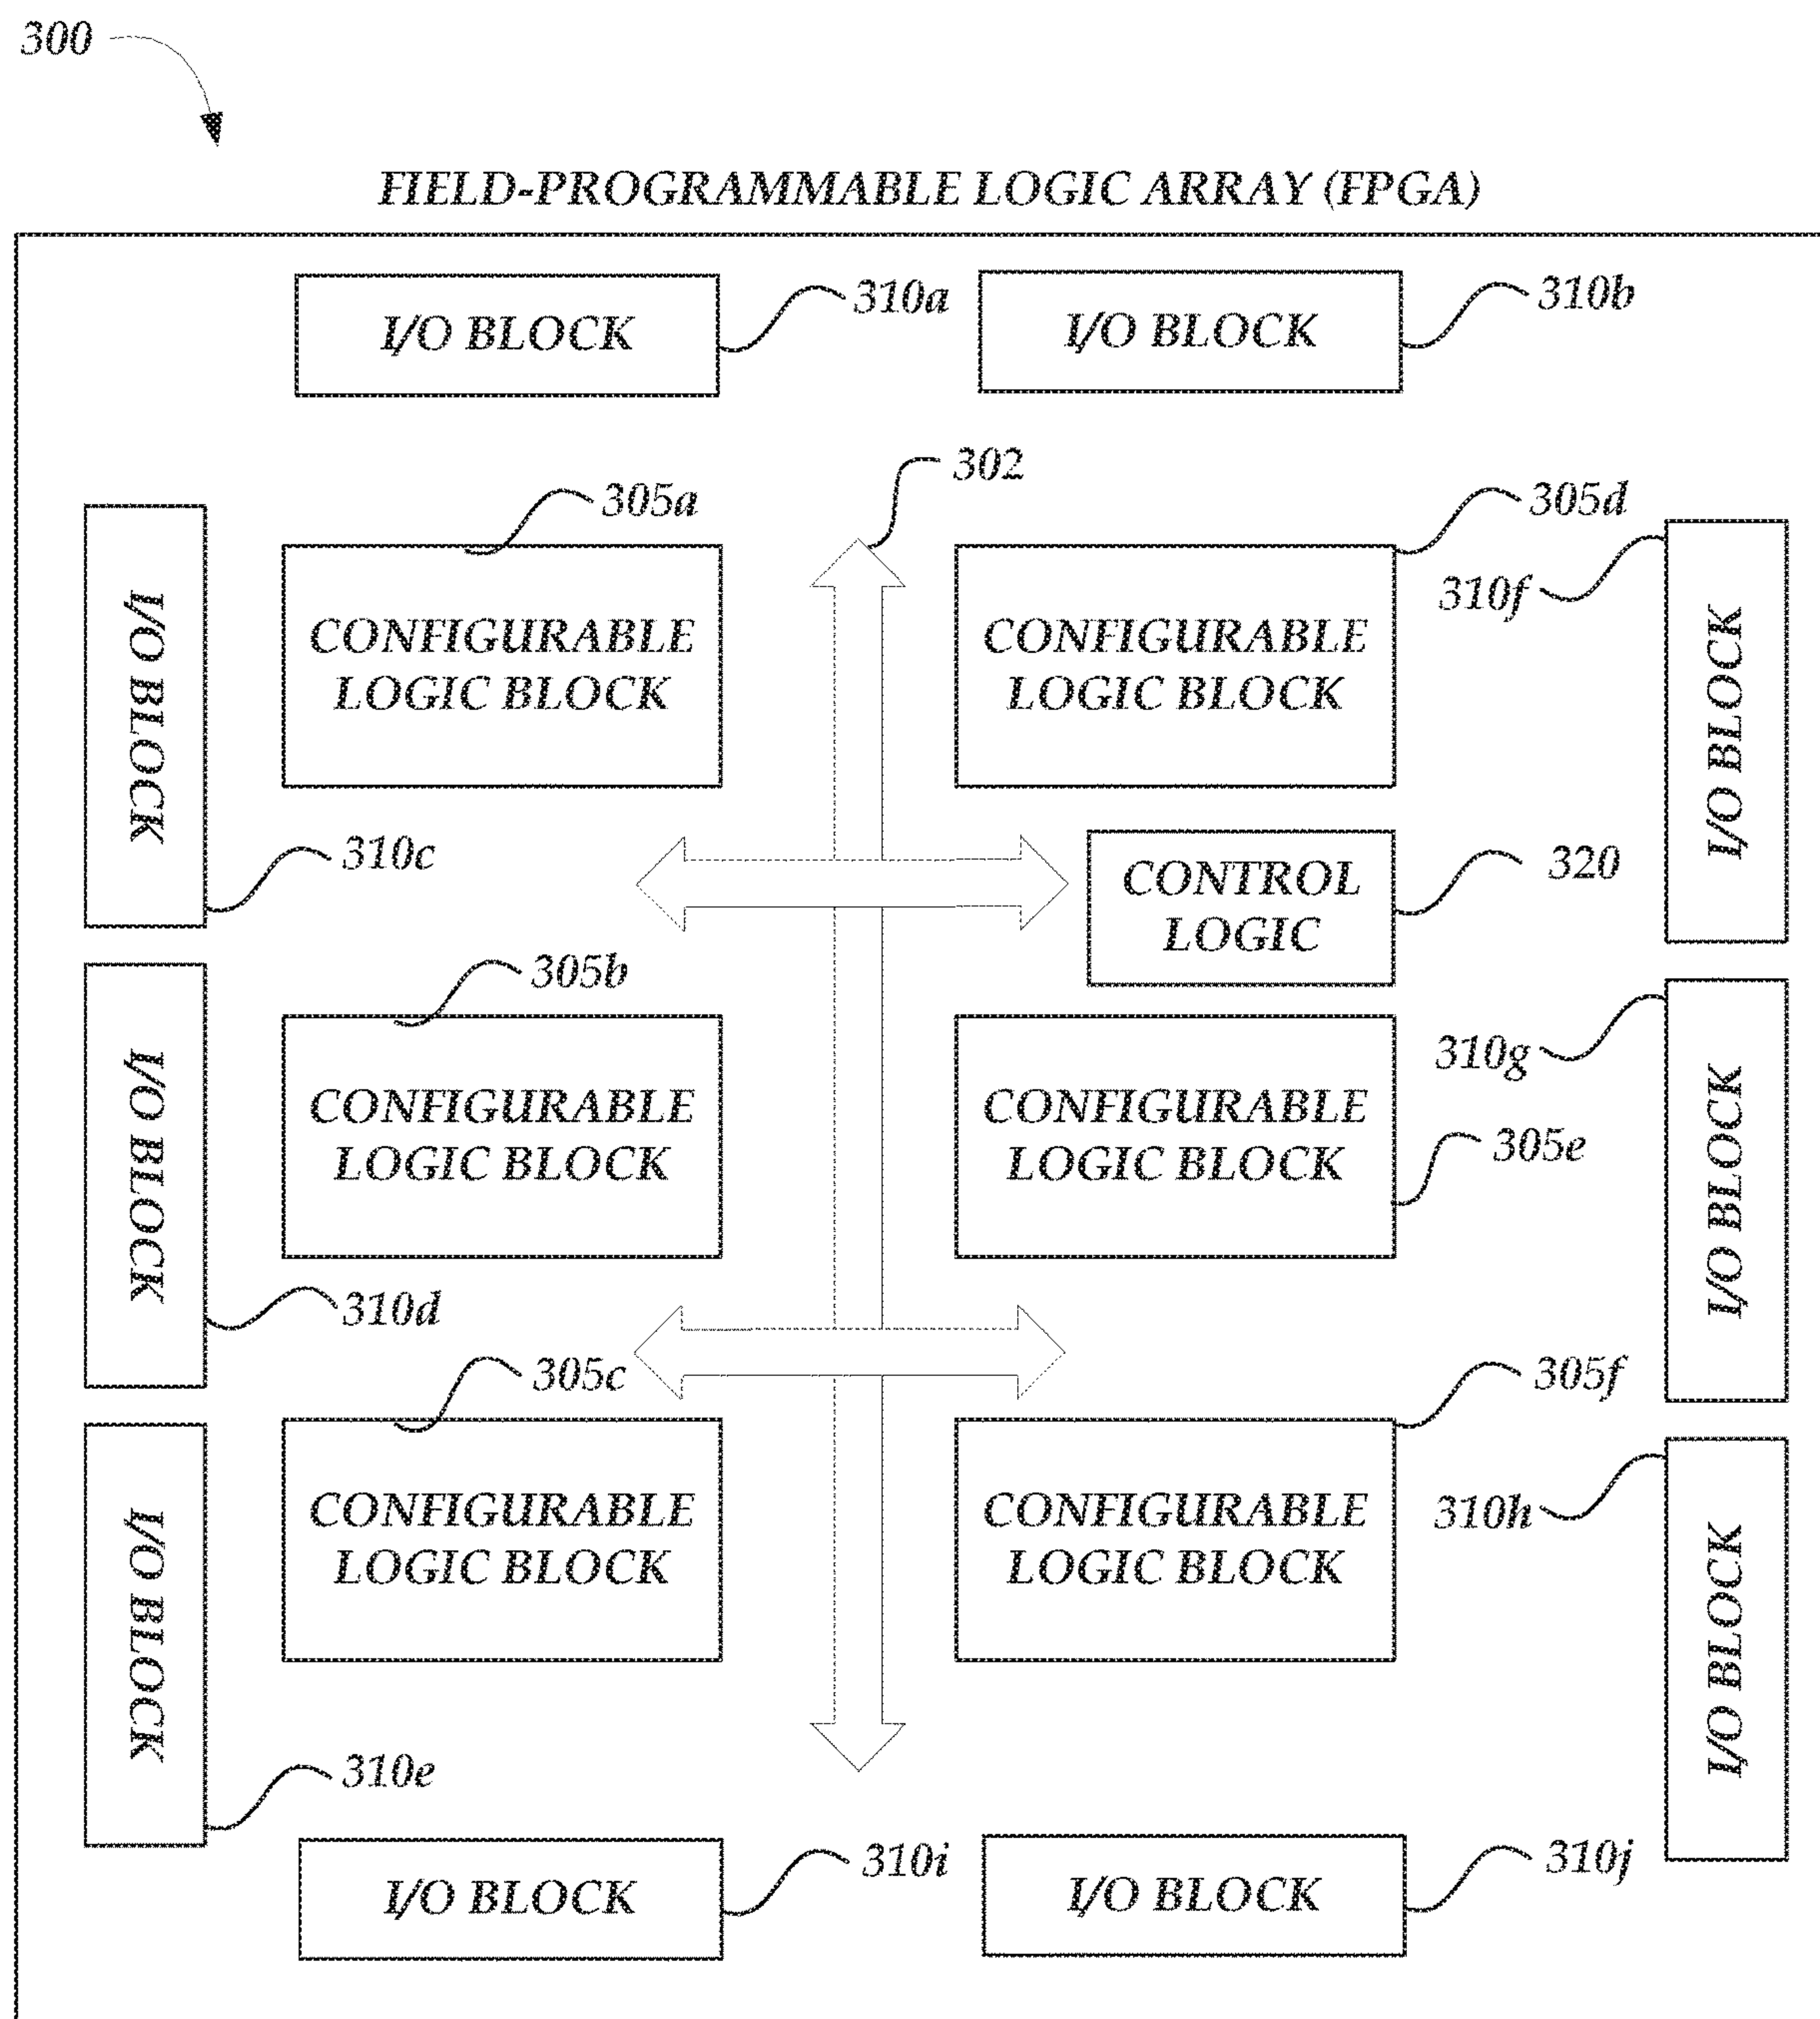 300
FIELD-PROGRAMMABLE LOGIC ARRAY (FPGA)
I/O BLOCK
310a
I/O BLOCK
310b
302
305a
305d
I/O BLOCK
310c
CONFIGURABLE
LOGIC BLOCK
CONFIGURABLE
LOGIC BLOCK
310f
I/O BLOCK
CONTROL
LOGIC
320
305b
I/O BLOCK
310d
CONFIGURABLE
LOGIC BLOCK
CONFIGURABLE
LOGIC BLOCK
305e
310g
I/O BLOCK
305c
305f
I/O BLOCK
310e
CONFIGURABLE
LOGIC BLOCK
CONFIGURABLE
LOGIC BLOCK
310h
I/O BLOCK
I/O BLOCK
310i
I/O BLOCK
310j